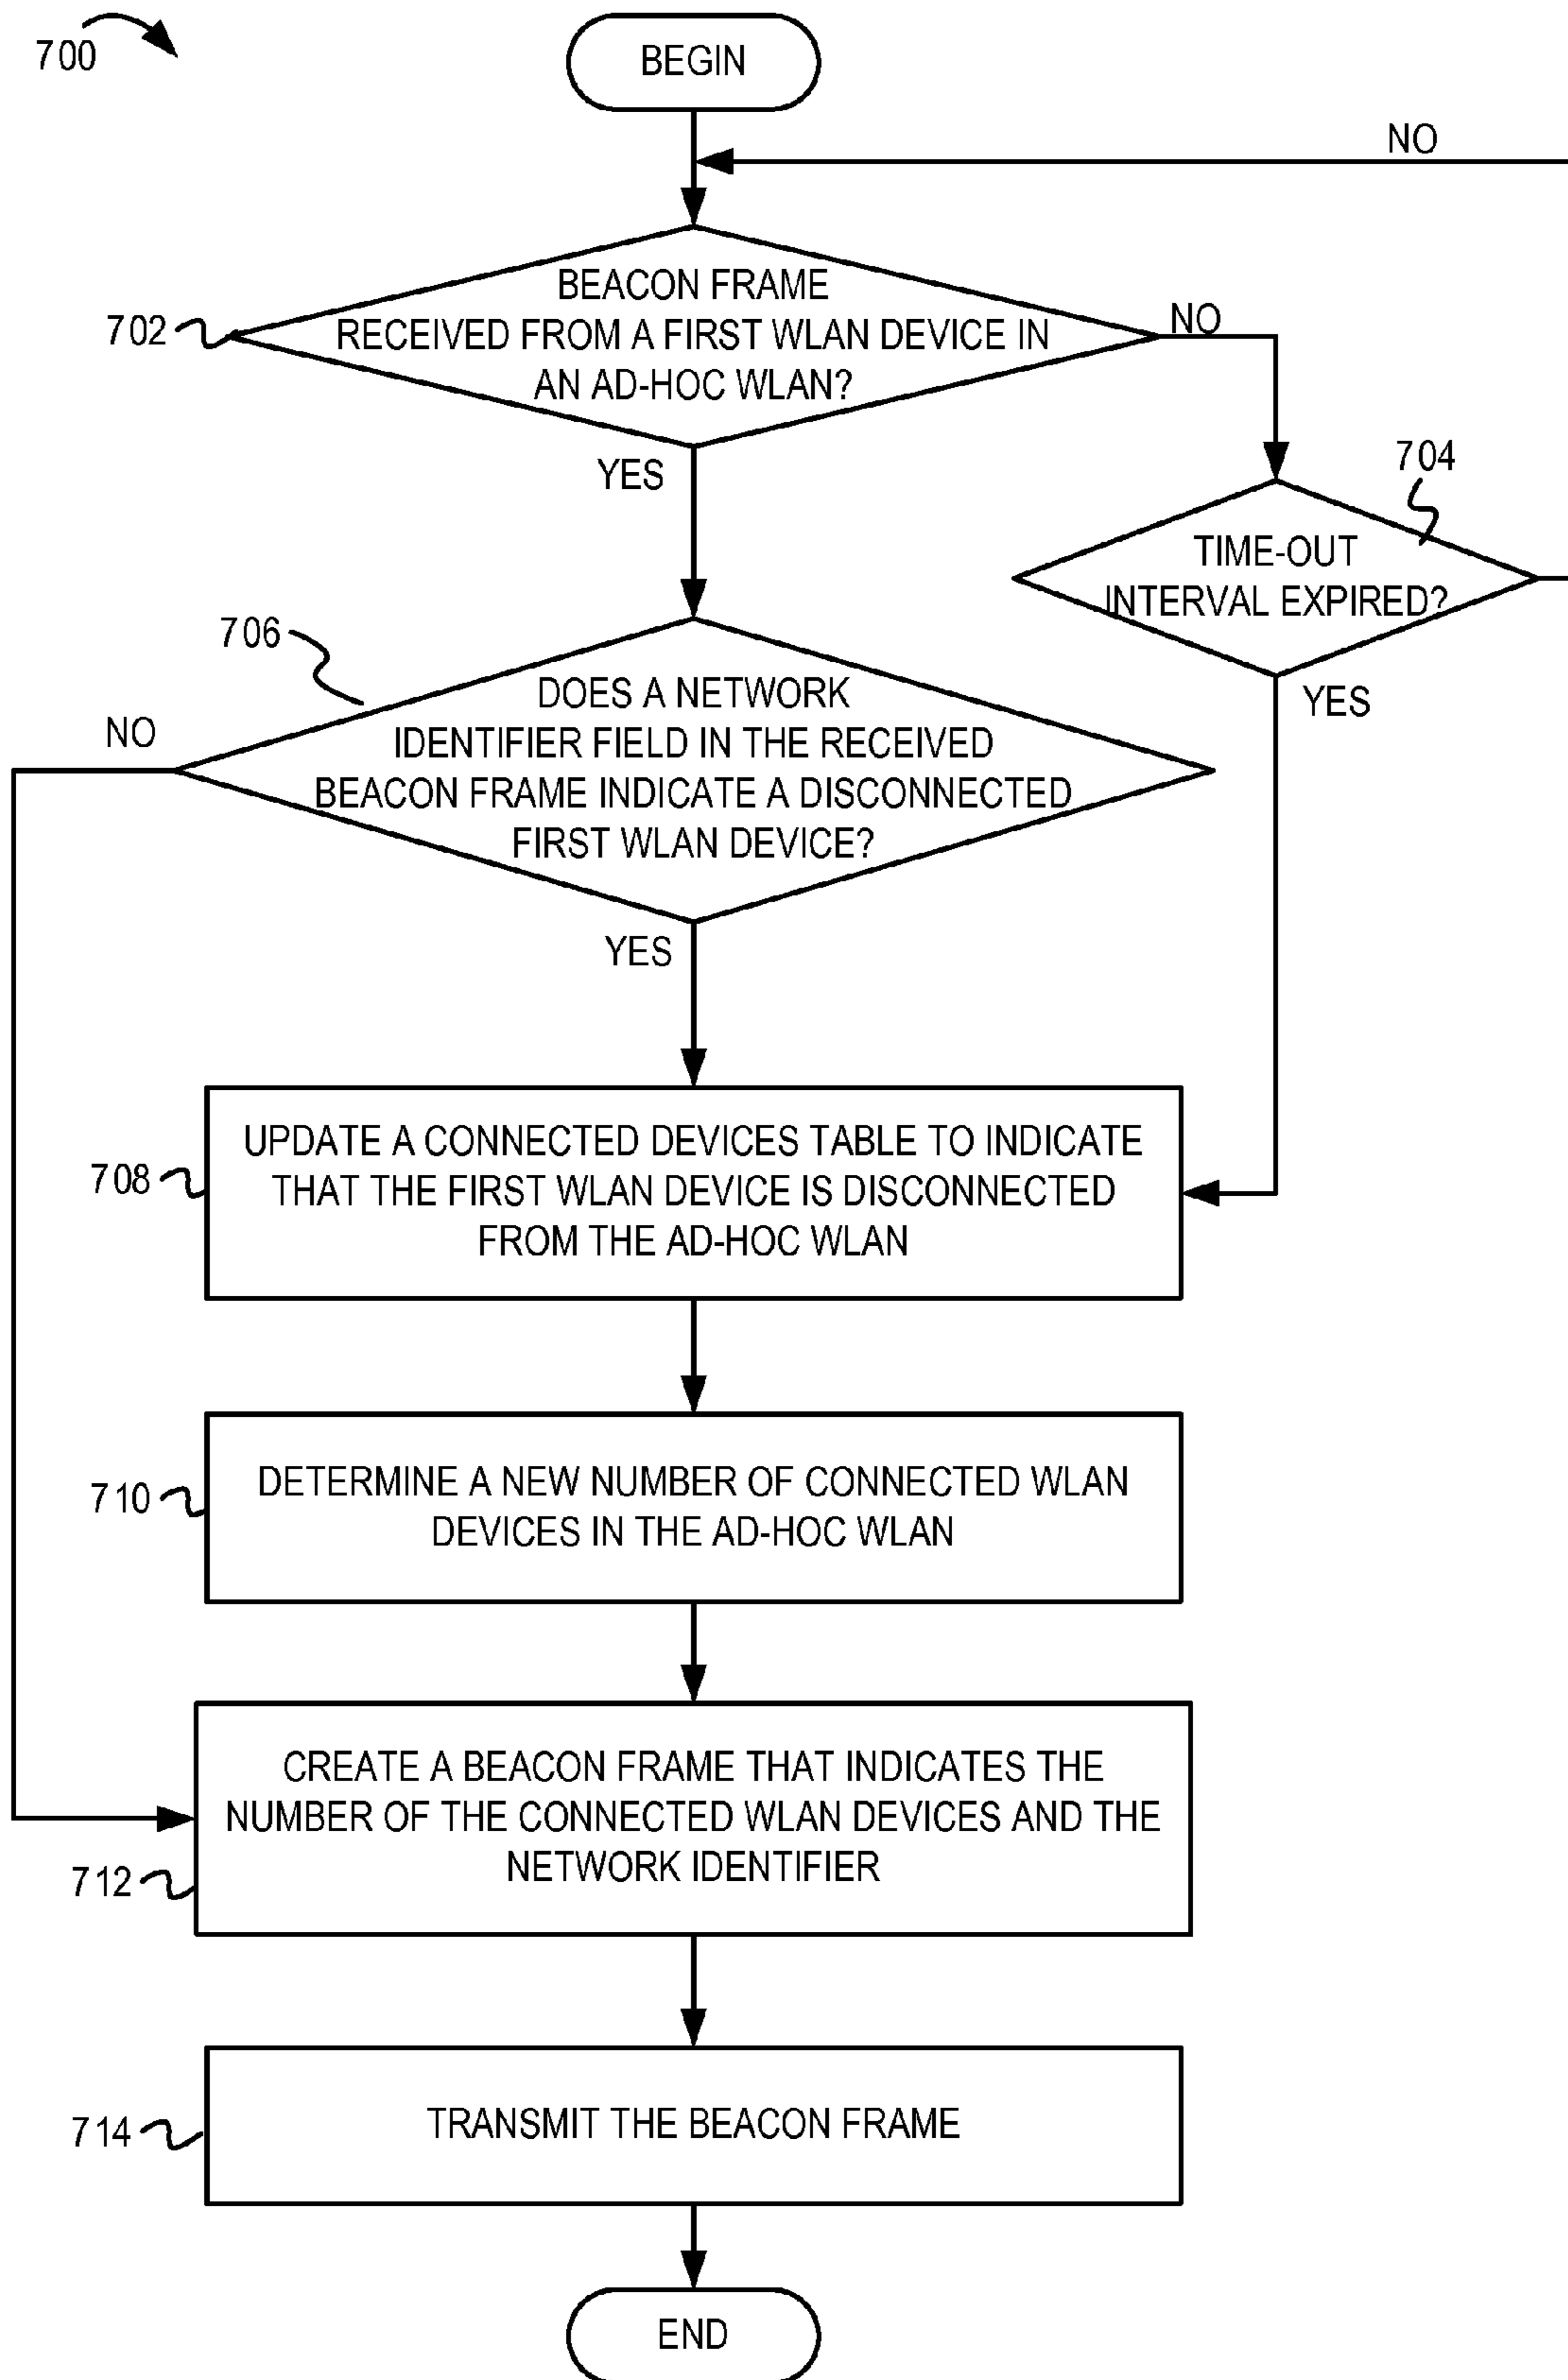 700
BEGIN
NO
BEACON FRAME
RECEIVED FROM A FIRST WLAN DEVICE IN
AN AD-HOC WLAN?
702
NO
YES
704
TIME-OUT
INTERVAL EXPIRED?
YES
706
DOES A NETWORK
IDENTIFIER FIELD IN THE RECEIVED
BEACON FRAME INDICATE A DISCONNECTED
FIRST WLAN DEVICE?
NO
YES
UPDATE A CONNECTED DEVICES TABLE TO INDICATE
THAT THE FIRST WLAN DEVICE IS DISCONNECTED
FROM THE AD-HOC WLAN
708
DETERMINE A NEW NUMBER OF CONNECTED WLAN
DEVICES IN THE AD-HOC WLAN
710
CREATE A BEACON FRAME THAT INDICATES THE
NUMBER OF THE CONNECTED WLAN DEVICES AND THE
NETWORK IDENTIFIER
712
TRANSMIT THE BEACON FRAME
714
END